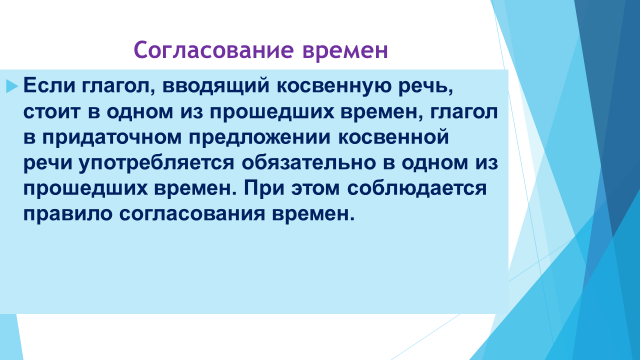 Согласование времен
Если глагол, вводящий косвенную речь,
стоит в одном из прошедших времен, глагол
в придаточном предложении косвенной
речи употребляется обязательно в одном из
прошедших времен. При этом соблюдается
правило согласования времен.